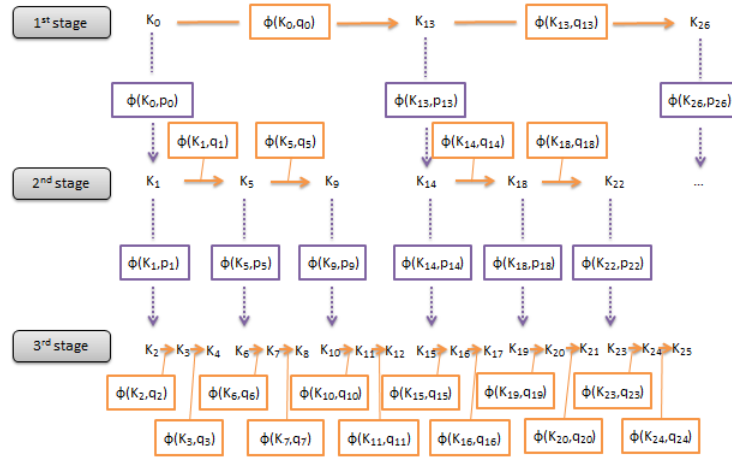 1st stage K0 ϕ(K0,q0) K13 ϕ(K13,q13) K26
ϕ(K0,p0) ϕ(K13,p13) ϕ(K26,p26)
ϕ(K1,q1) ϕ(K5,q5) ϕ(K14,q14) ϕ(K18,q18)
2nd stage K1 K5 K9 K14 K18 K22 ...
ϕ(K1,p1) ϕ(K5,p5) ϕ(K9,p9) ϕ(K14,p14) ϕ(K18,p18) ϕ(K22,p22)
3rd stage K2 K3 K4 K6 K7 K8 K10 K11 K12 K15 K16 K17 K19 K20 K21 K23 K24 K25
ϕ(K2,q2) ϕ(K6,q6) ϕ(K10,q10) ϕ(K15,q15) ϕ(K19,q19) ϕ(K23,q23)
ϕ(K3,q3) ϕ(K7,q7) ϕ(K11,q11) ϕ(K16,q16) ϕ(K20,q20) ϕ(K24,q24)